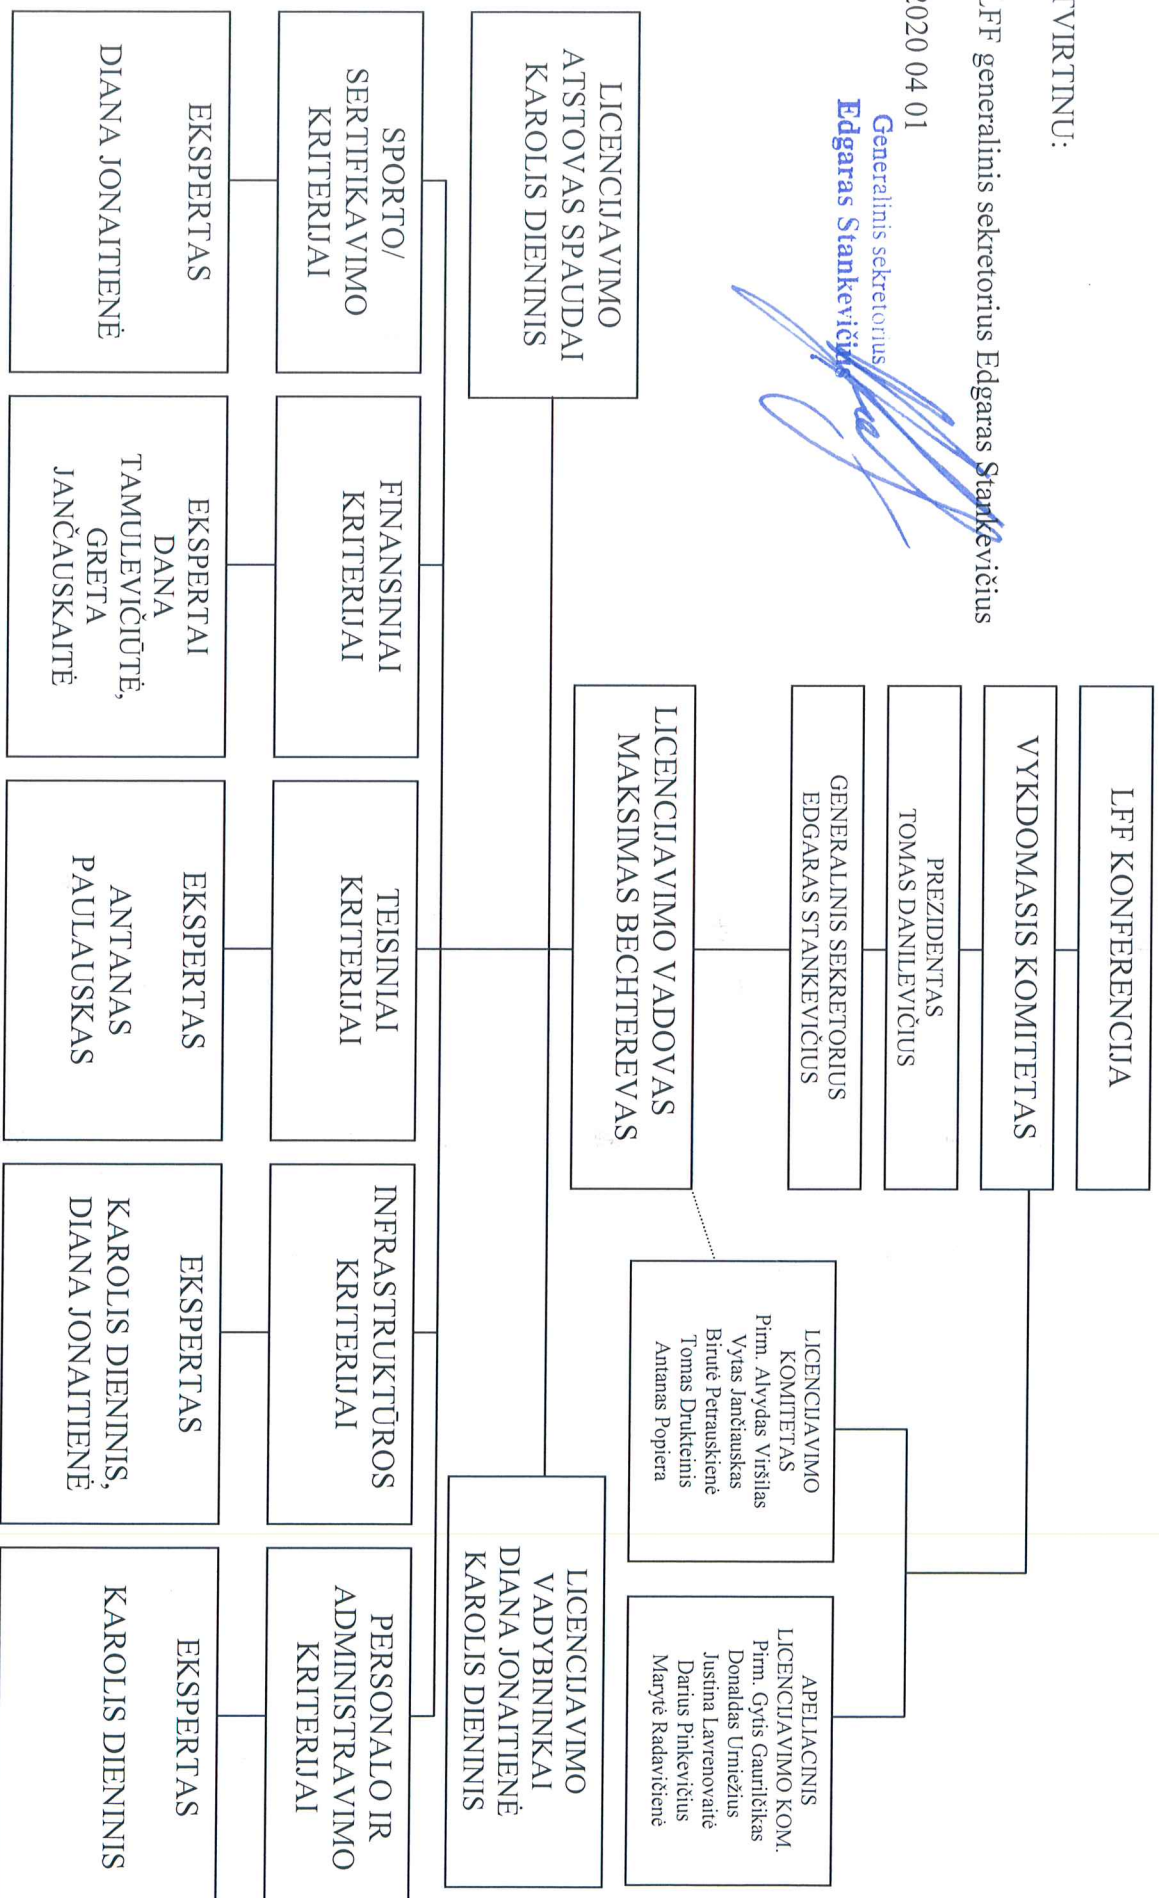 TVIRTINU:
LFF generalinis sekretorius Edgaras Stankevičius
2020 04 01
Generalinis sekretorius
Edgaras Stankevičius
LFF KONFERENCIJA
VYKDOMASIS KOMITETAS
PREZIDENTAS
TOMAS DANILEVIČIUS
GENERALINIS SEKRETORIUS
EDGARAS STANKEVIČIUS
LICENCIJAVIMO
KOMITETAS
Pirm. Alvydas Viršilas
Vytas Jančiauskas
Birutė Petrauskienė
Tomas Drukteinis
Antanas Popiera
APELIACINIS
LICENCIJAVIMO KOM.
Pirm. Gytis Gaurilčikas
Donaldas Urniežius
Justina Lavrenovaitė
Darius Pinkevičius
Marytė Radavičienė
LICENCIJAVIMO VADOVAS
MAKSIMAS BECHTEREVAS
LICENCIJAVIMO
ATSTOVAS SPAUDAI
KAROLIS DIENINIS
LICENCIJAVIMO
VADYBININKAI
DIANA JONAITIENĖ
KAROLIS DIENINIS
SPORTO/
SERTIFIKAVIMO
KRITERIJAI
FINANSINIAI
KRITERIJAI
TEISINIAI
KRITERIJAI
INFRASTRUKTŪROS
KRITERIJAI
PERSONALO IR
ADMINISTRAVIMO
KRITERIJAI
EKSPERTAS
DIANA JONAITIENĖ
EKSPERTAI
DANA
TAMULEVIČIŪTĖ,
GRETA
JANČAUSKAITĖ
EKSPERTAS
ANTANAS
PAULAUSKAS
EKSPERTAS
KAROLIS DIENINIS,
DIANA JONAITIENĖ
EKSPERTAS
KAROLIS DIENINIS